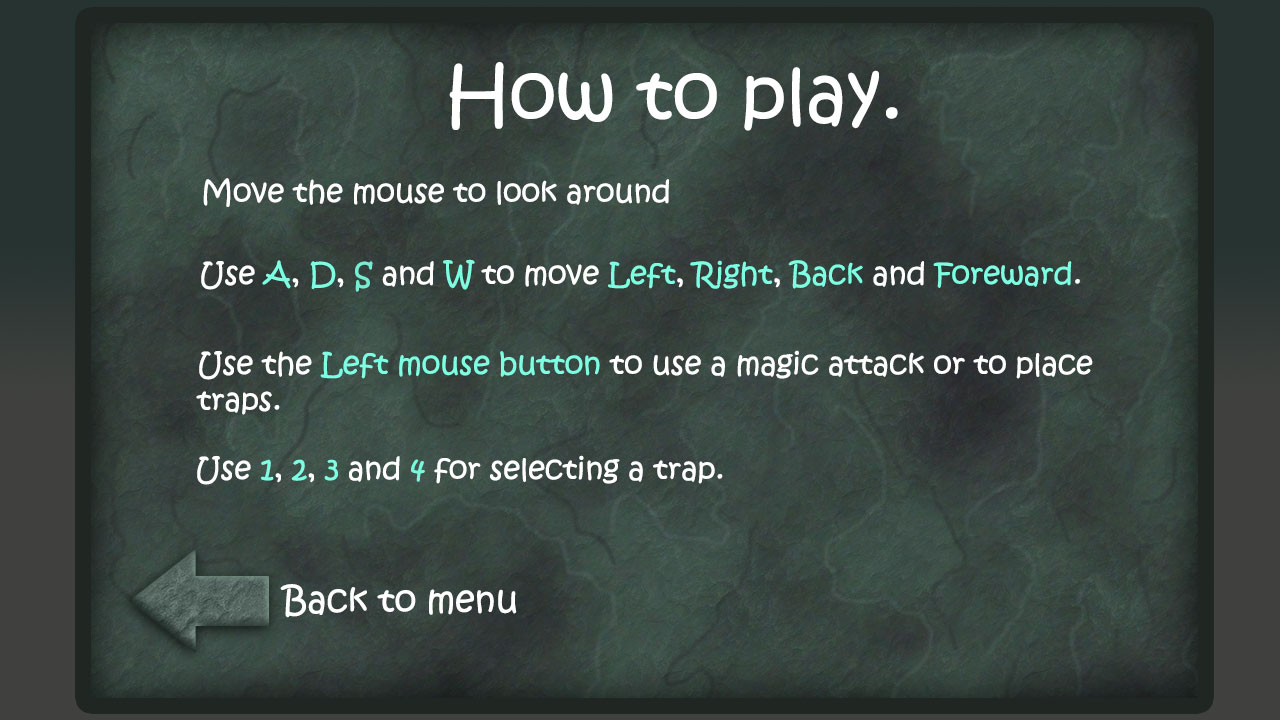 How to play.
Move the mouse to look around
Use A, D, S and W to move Left, Right, Back and Foreward.
Use the Left mouse button to use a magic attack or to place
traps.
Use 1, 2, 3 and 4 for selecting a trap.
Back to menu